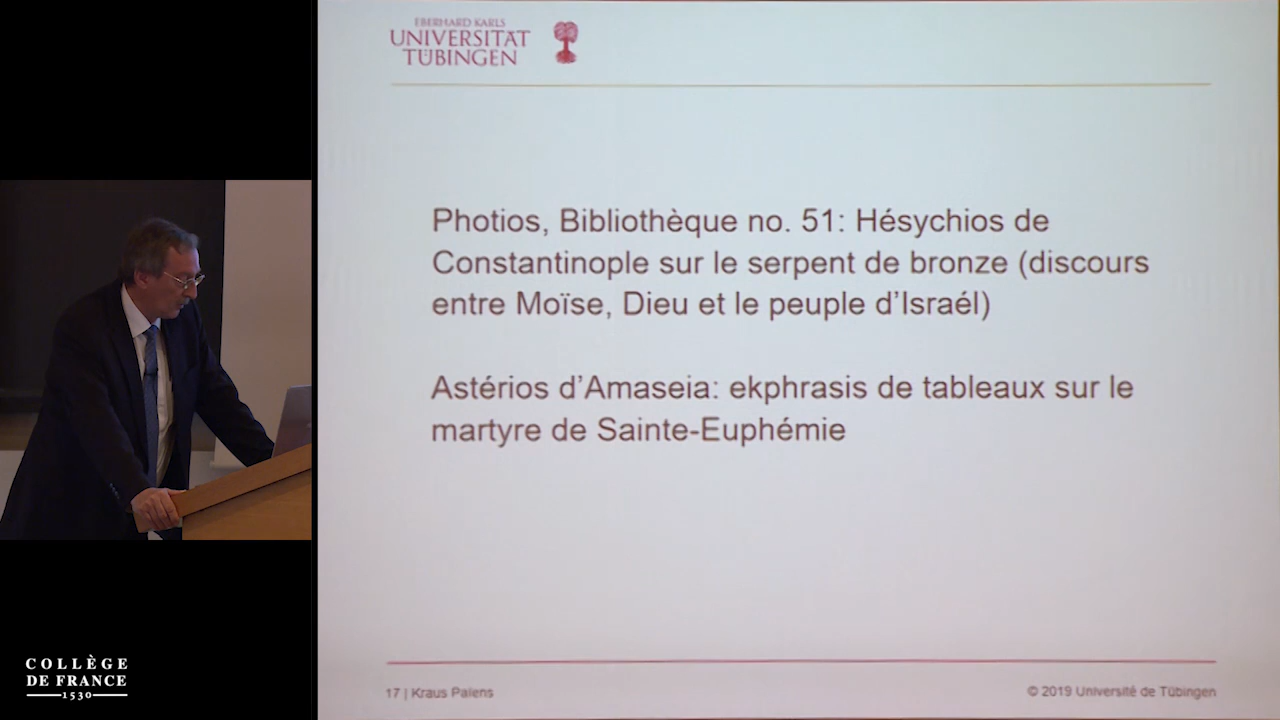 EBERHARD KARLS
UNIVERSITÄT
TÜBINGEN
Photios, Bibliothèque no. 51: Hésychios de
Constantinople sur le serpent de bronze (discours
entre Moïse, Dieu et le peuple d’Israél)
Astérios d’Amaseia: ekphrasis de tableaux sur le
martyre de Sainte-Euphémie
17 | Kraus Païens
© 2019 Université de Tübingen
COLLÈGE
DE FRANCE
1530